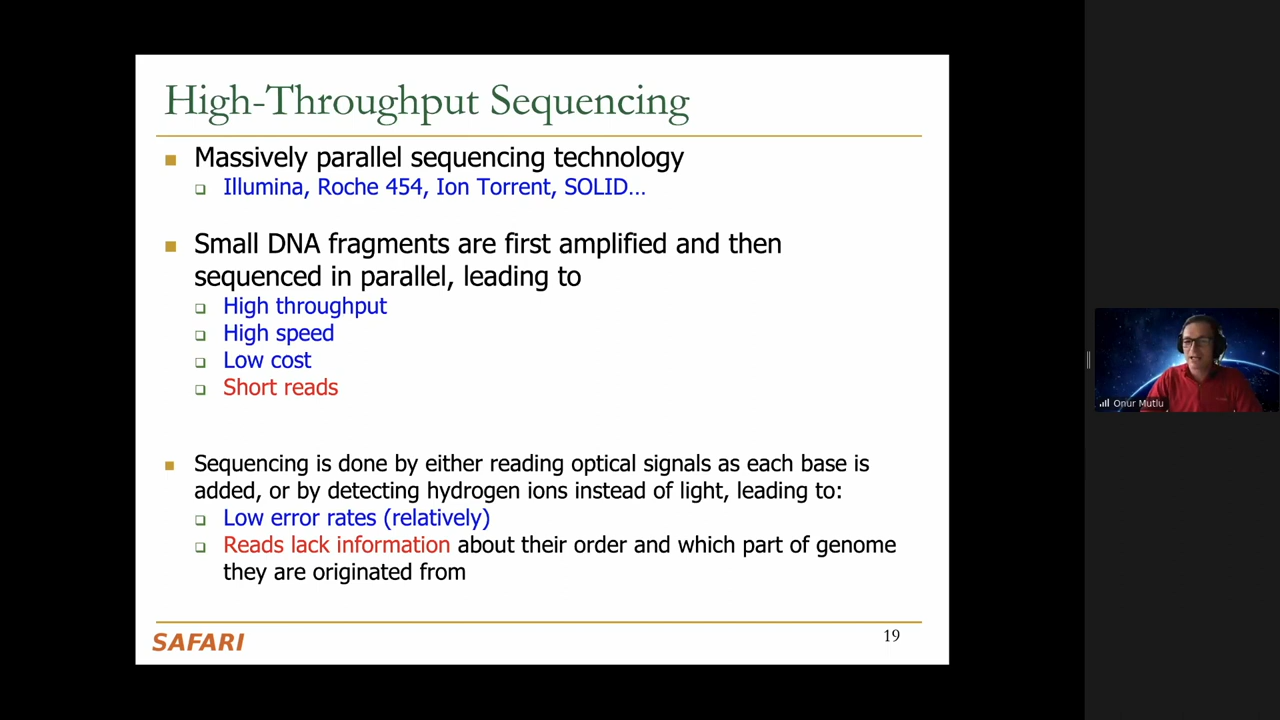 High-Throughput Sequencing
Massively parallel sequencing technology
Illumina, Roche 454, Ion Torrent, SOLID…
Small DNA fragments are first amplified and then
sequenced in parallel, leading to
High throughput
High speed
Low cost
Short reads
Sequencing is done by either reading optical signals as each base is
added, or by detecting hydrogen ions instead of light, leading to:
Low error rates (relatively)
Reads lack information about their order and which part of genome
they are originated from
SAFARI
19
Onur Mutlu